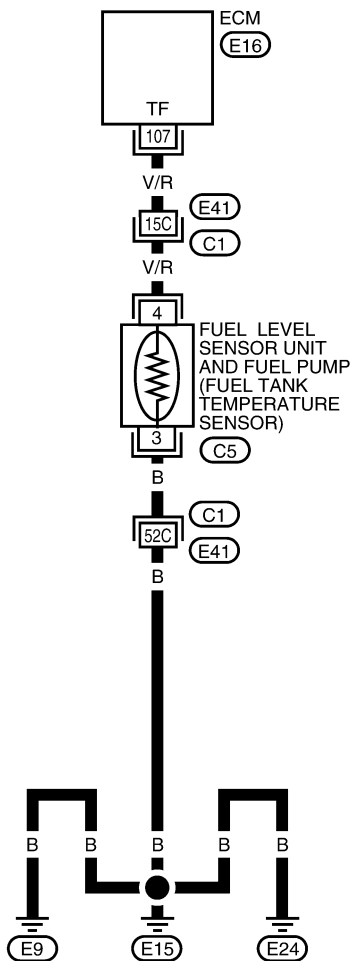 ECM
E16
TF
107
V/R
E41
15C
C1
V/R
4
FUEL LEVEL
SENSOR UNIT
AND FUEL PUMP
(FUEL TANK
TEMPERATURE
SENSOR)
3
C5
B
C1
52C
E41
B
B B B B B
E9 E15 E24